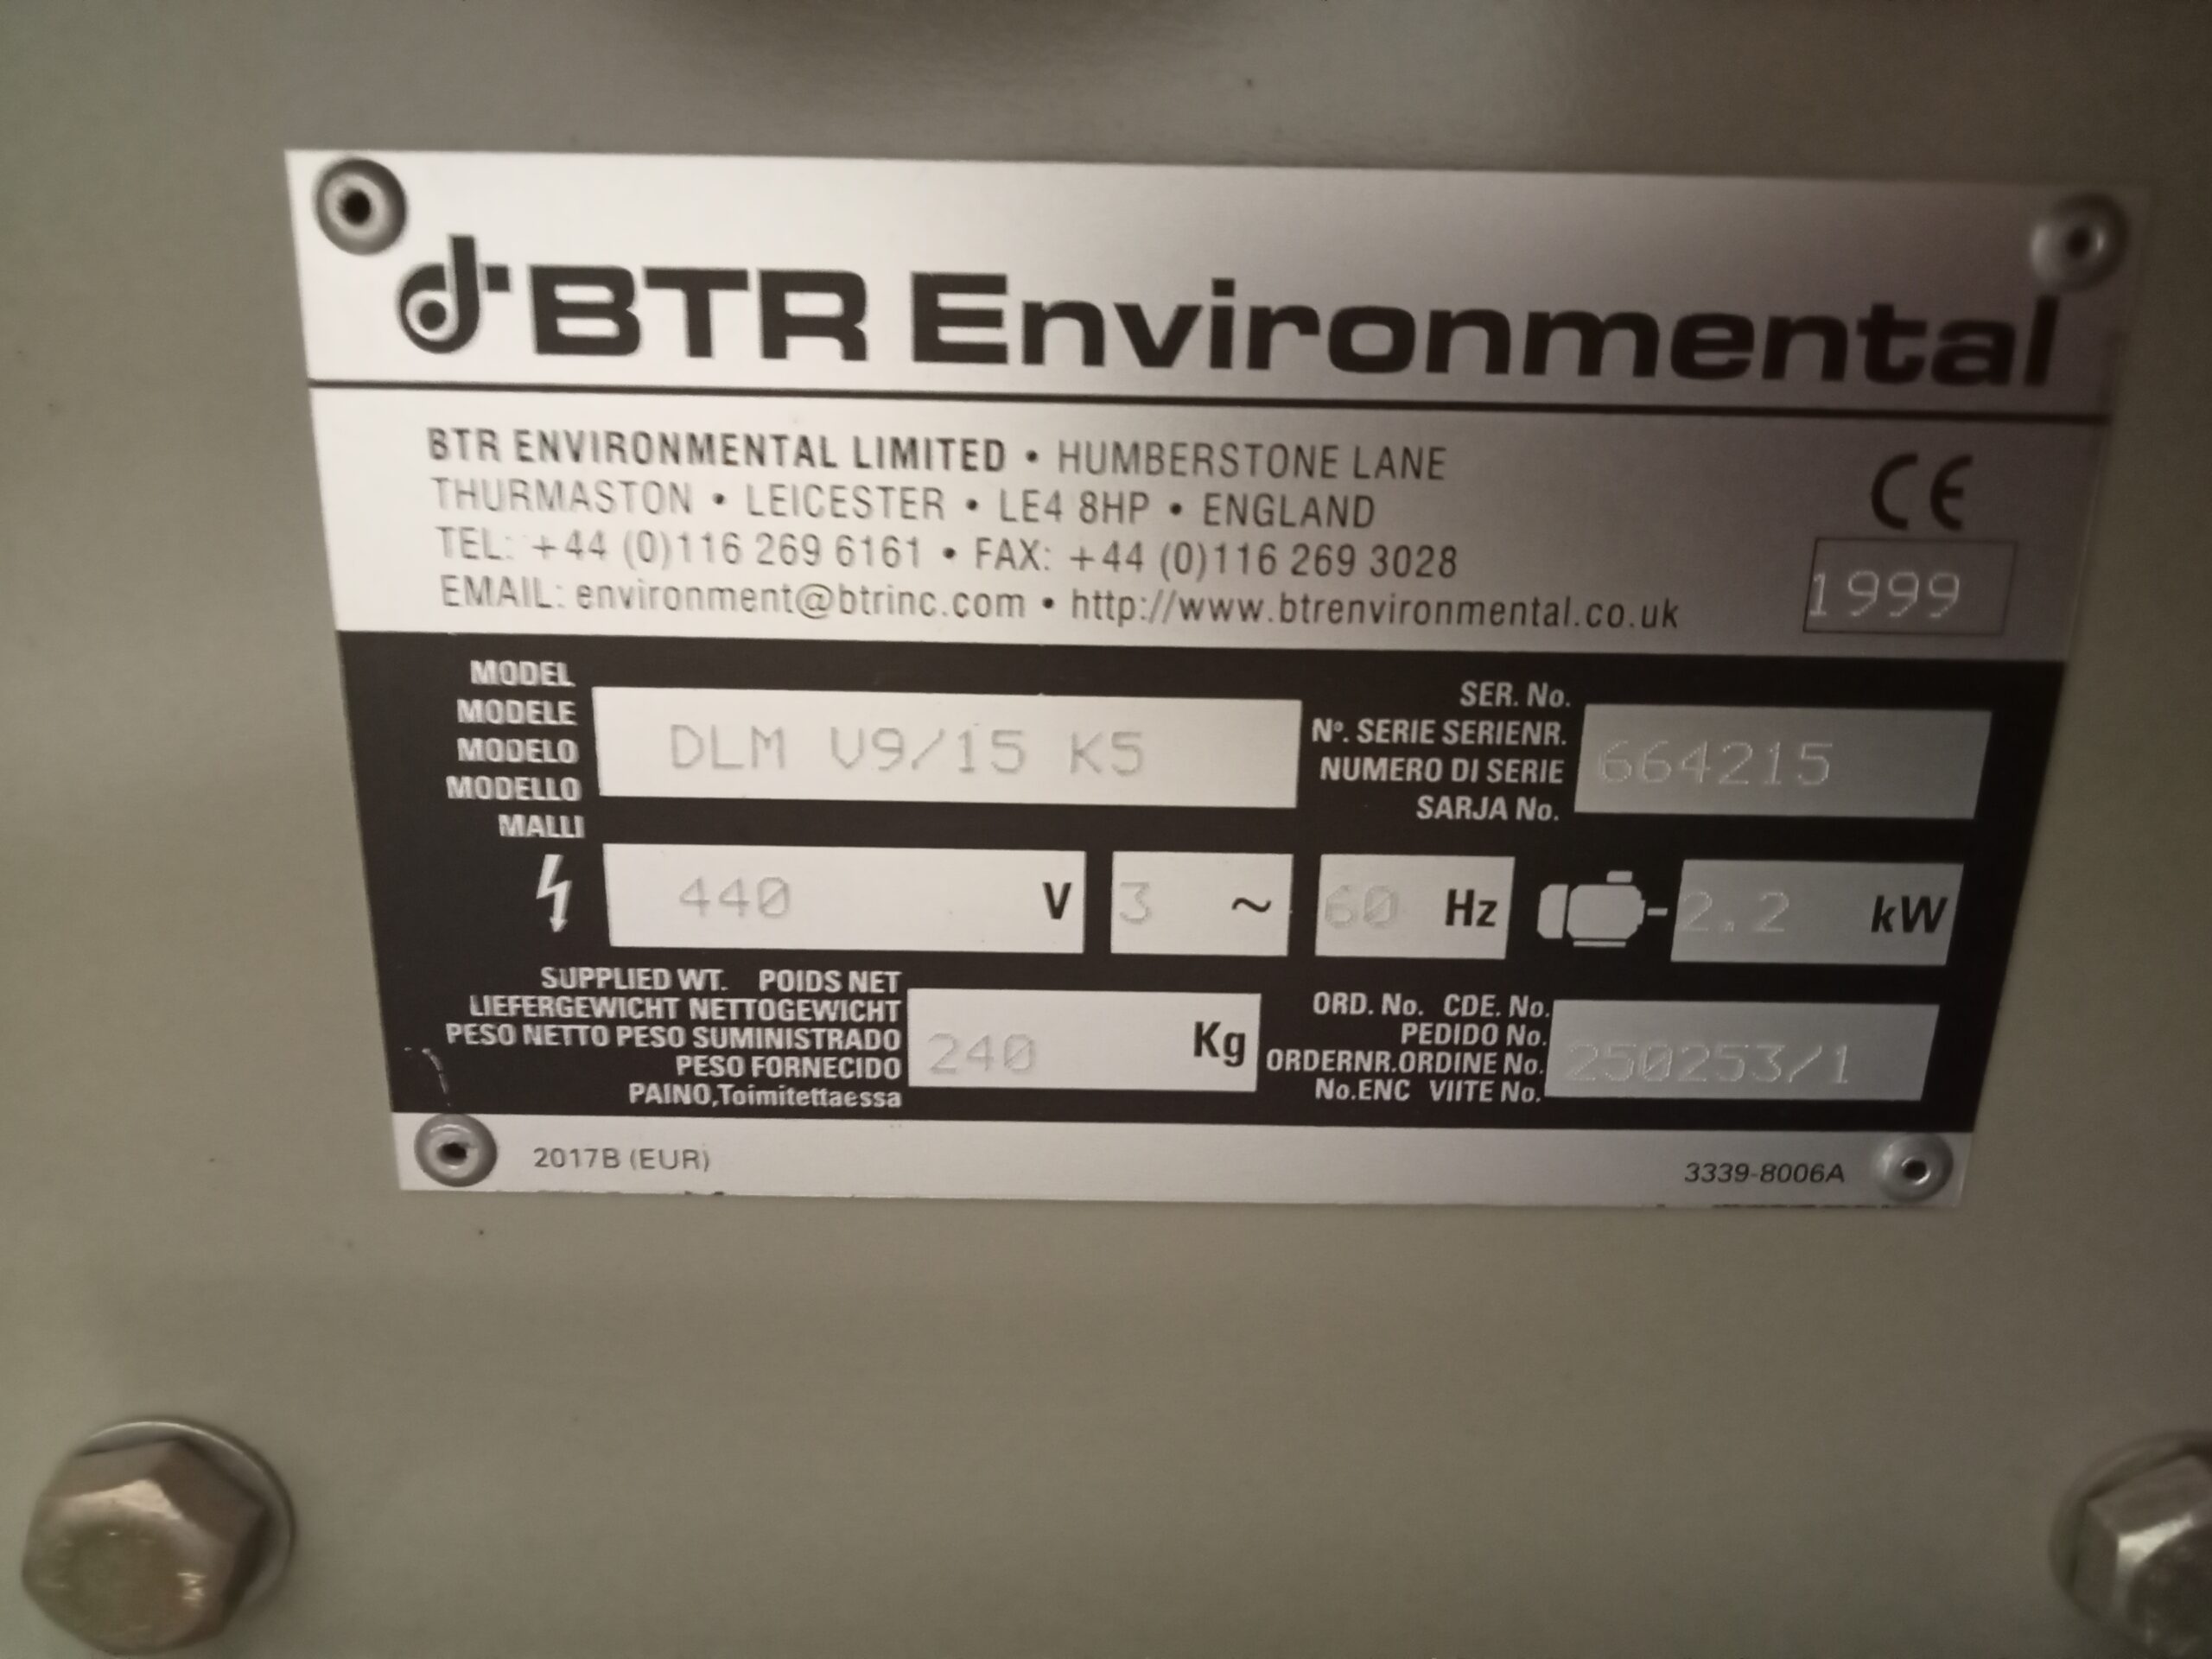 BTR Environmental
BTR ENVIRONMENTAL LIMITED • HUMBERSTONE LANE
THURMASTON • LEICESTER • LE4 8HP • ENGLAND
TEL: +44 (0)116 269 6161 • FAX: +44 (0)116 269 3028
EMAIL: environment@btrinc.com • http://www.btrenvironmental.co.uk
CE
1999
MODEL
MODELE
MODELO
MODELLO
MALLI
DLM V9/15 K5
SER. No.
Nº. SERIE SERIENR.
NUMERO DI SERIE
SARJA No.
664215
440 V
3 ~
60 Hz
2.2 kW
SUPPLIED WT. POIDS NET
LIEFERGEWICHT NETTOGEWICHT
PESO NETTO PESO SUMINISTRADO
PESO FORNECIDO
PAINO,Toimitettaessa
240 Kg
ORD. No. CDE. No.
PEDIDO No.
ORDERNR.ORDINE No.
No.ENC VIITE No.
250253/1
2017B (EUR)
3339-8006A